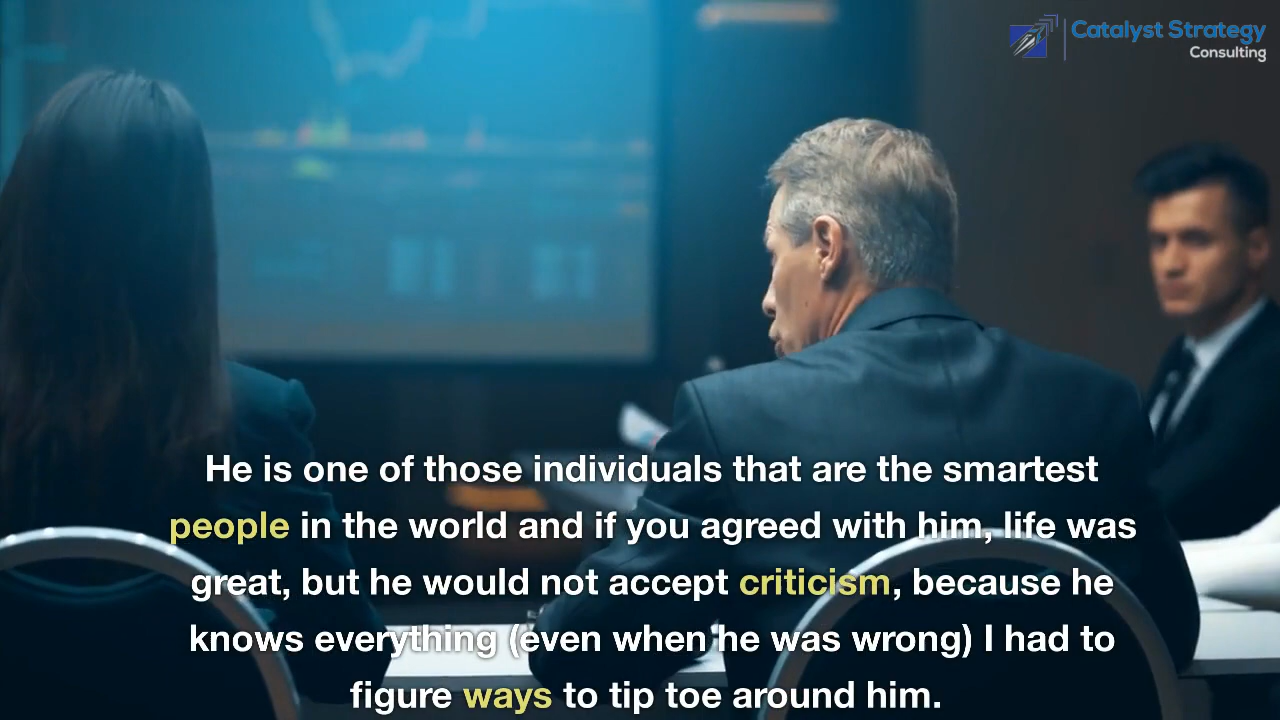 Catalyst Strategy
Consulting
He is one of those individuals that are the smartest
people in the world and if you agreed with him, life was
great, but he would not accept criticism, because he
knows everything (even when he was wrong) I had to
figure ways to tip toe around him.